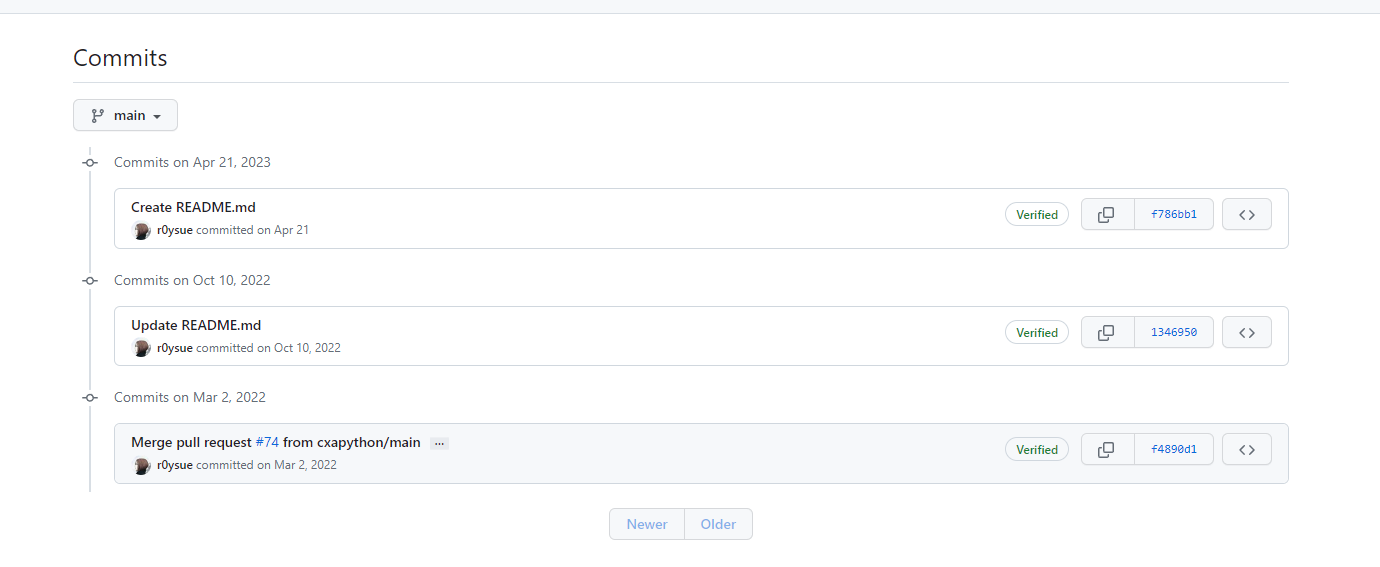 Commits
main
Commits on Apr 21, 2023
Create README.md
r0ysue committed on Apr 21
Verified
f786bb1
Commits on Oct 10, 2022
Update README.md
r0ysue committed on Oct 10, 2022
Verified
1346950
Commits on Mar 2, 2022
Merge pull request #74 from cxapython/main ...
r0ysue committed on Mar 2, 2022
Verified
f4890d1
Newer Older